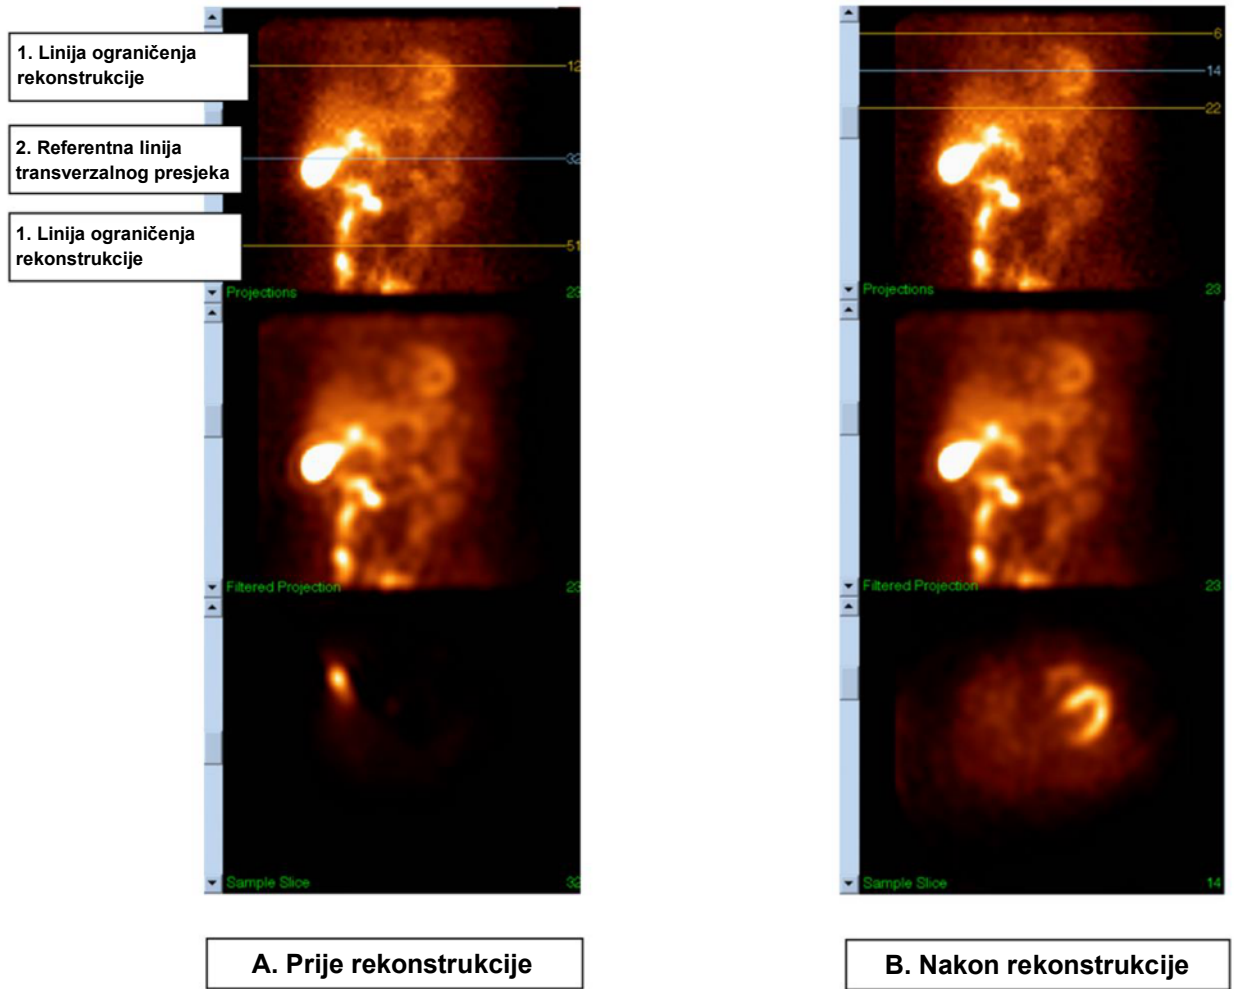 1. Linija ograničenja
rekonstrukcije
12
2. Referentna linija
transverzalnog presjeka
32
1. Linija ograničenja
rekonstrukcije
51
Projections 23
Filtered Projection 23
Sample Slice 32
A. Prije rekonstrukcije
6
14
22
Projections 23
Filtered Projection 23
Sample Slice 14
B. Nakon rekonstrukcije